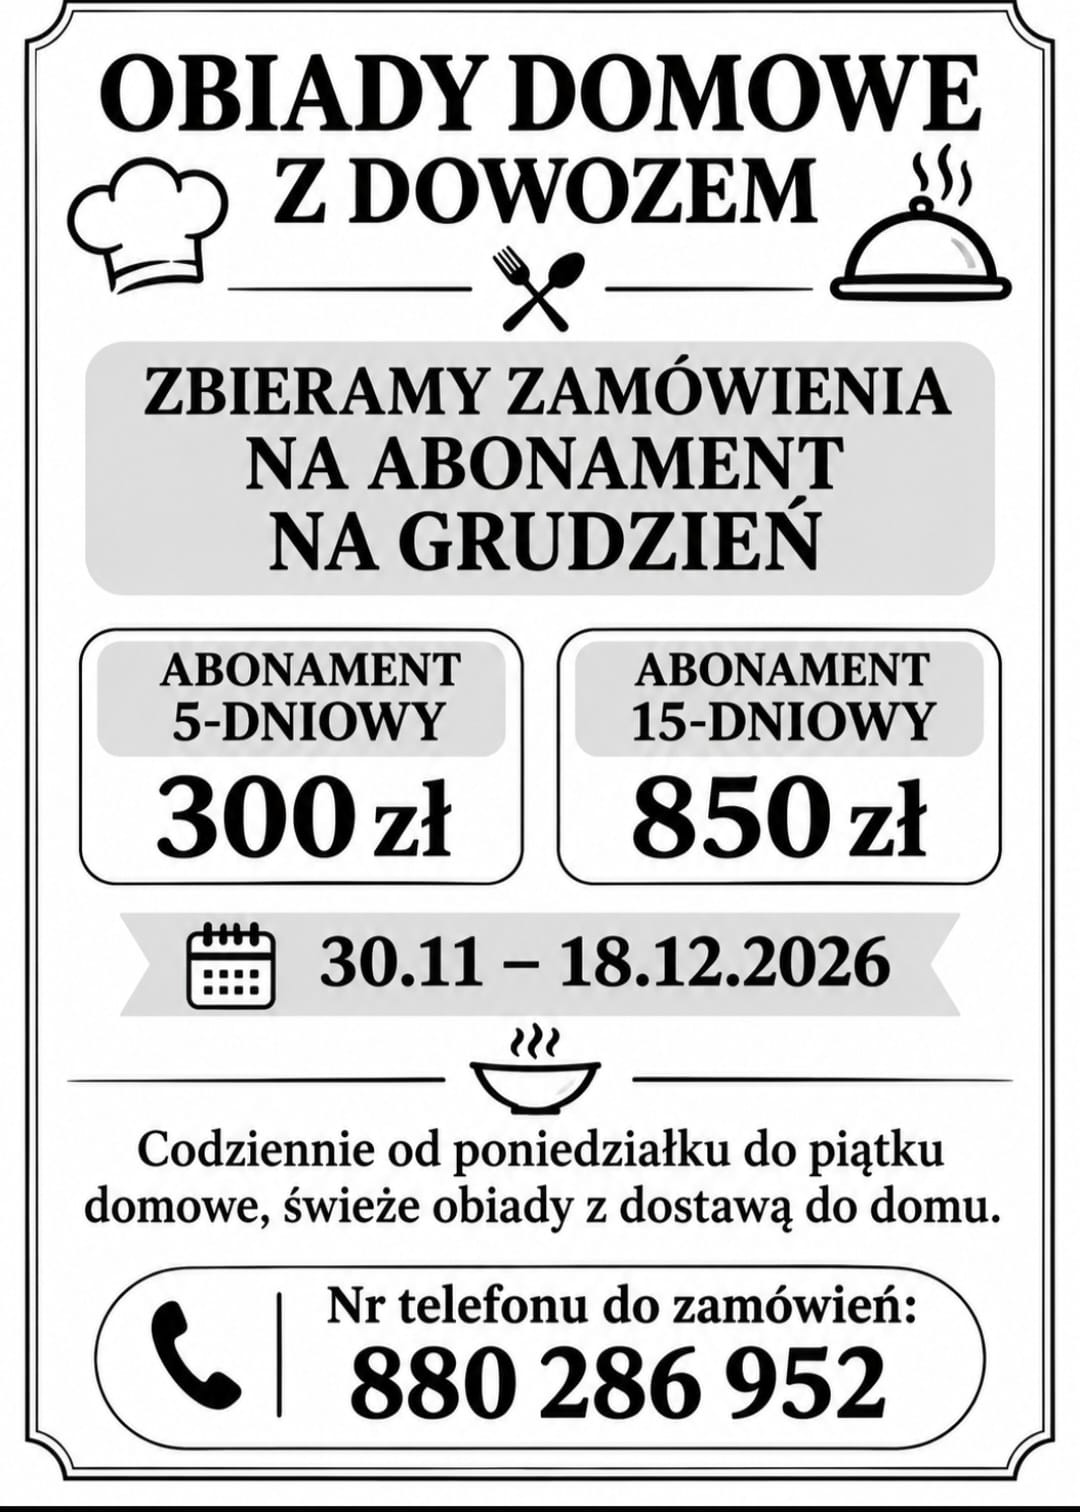 OBIADY DOMOWE
Z DOWOZEM
ZBIERAMY ZAMÓWIENIA
NA ABONAMENT
NA GRUDZIEŃ
ABONAMENT
5-DNIOWY
300 zł
ABONAMENT
15-DNIOWY
850 zł
30.11 – 18.12.2026
Codziennie od poniedziałku do piątku
domowe, świeże obiady z dostawą do domu.
Nr telefonu do zamówień:
880 286 952